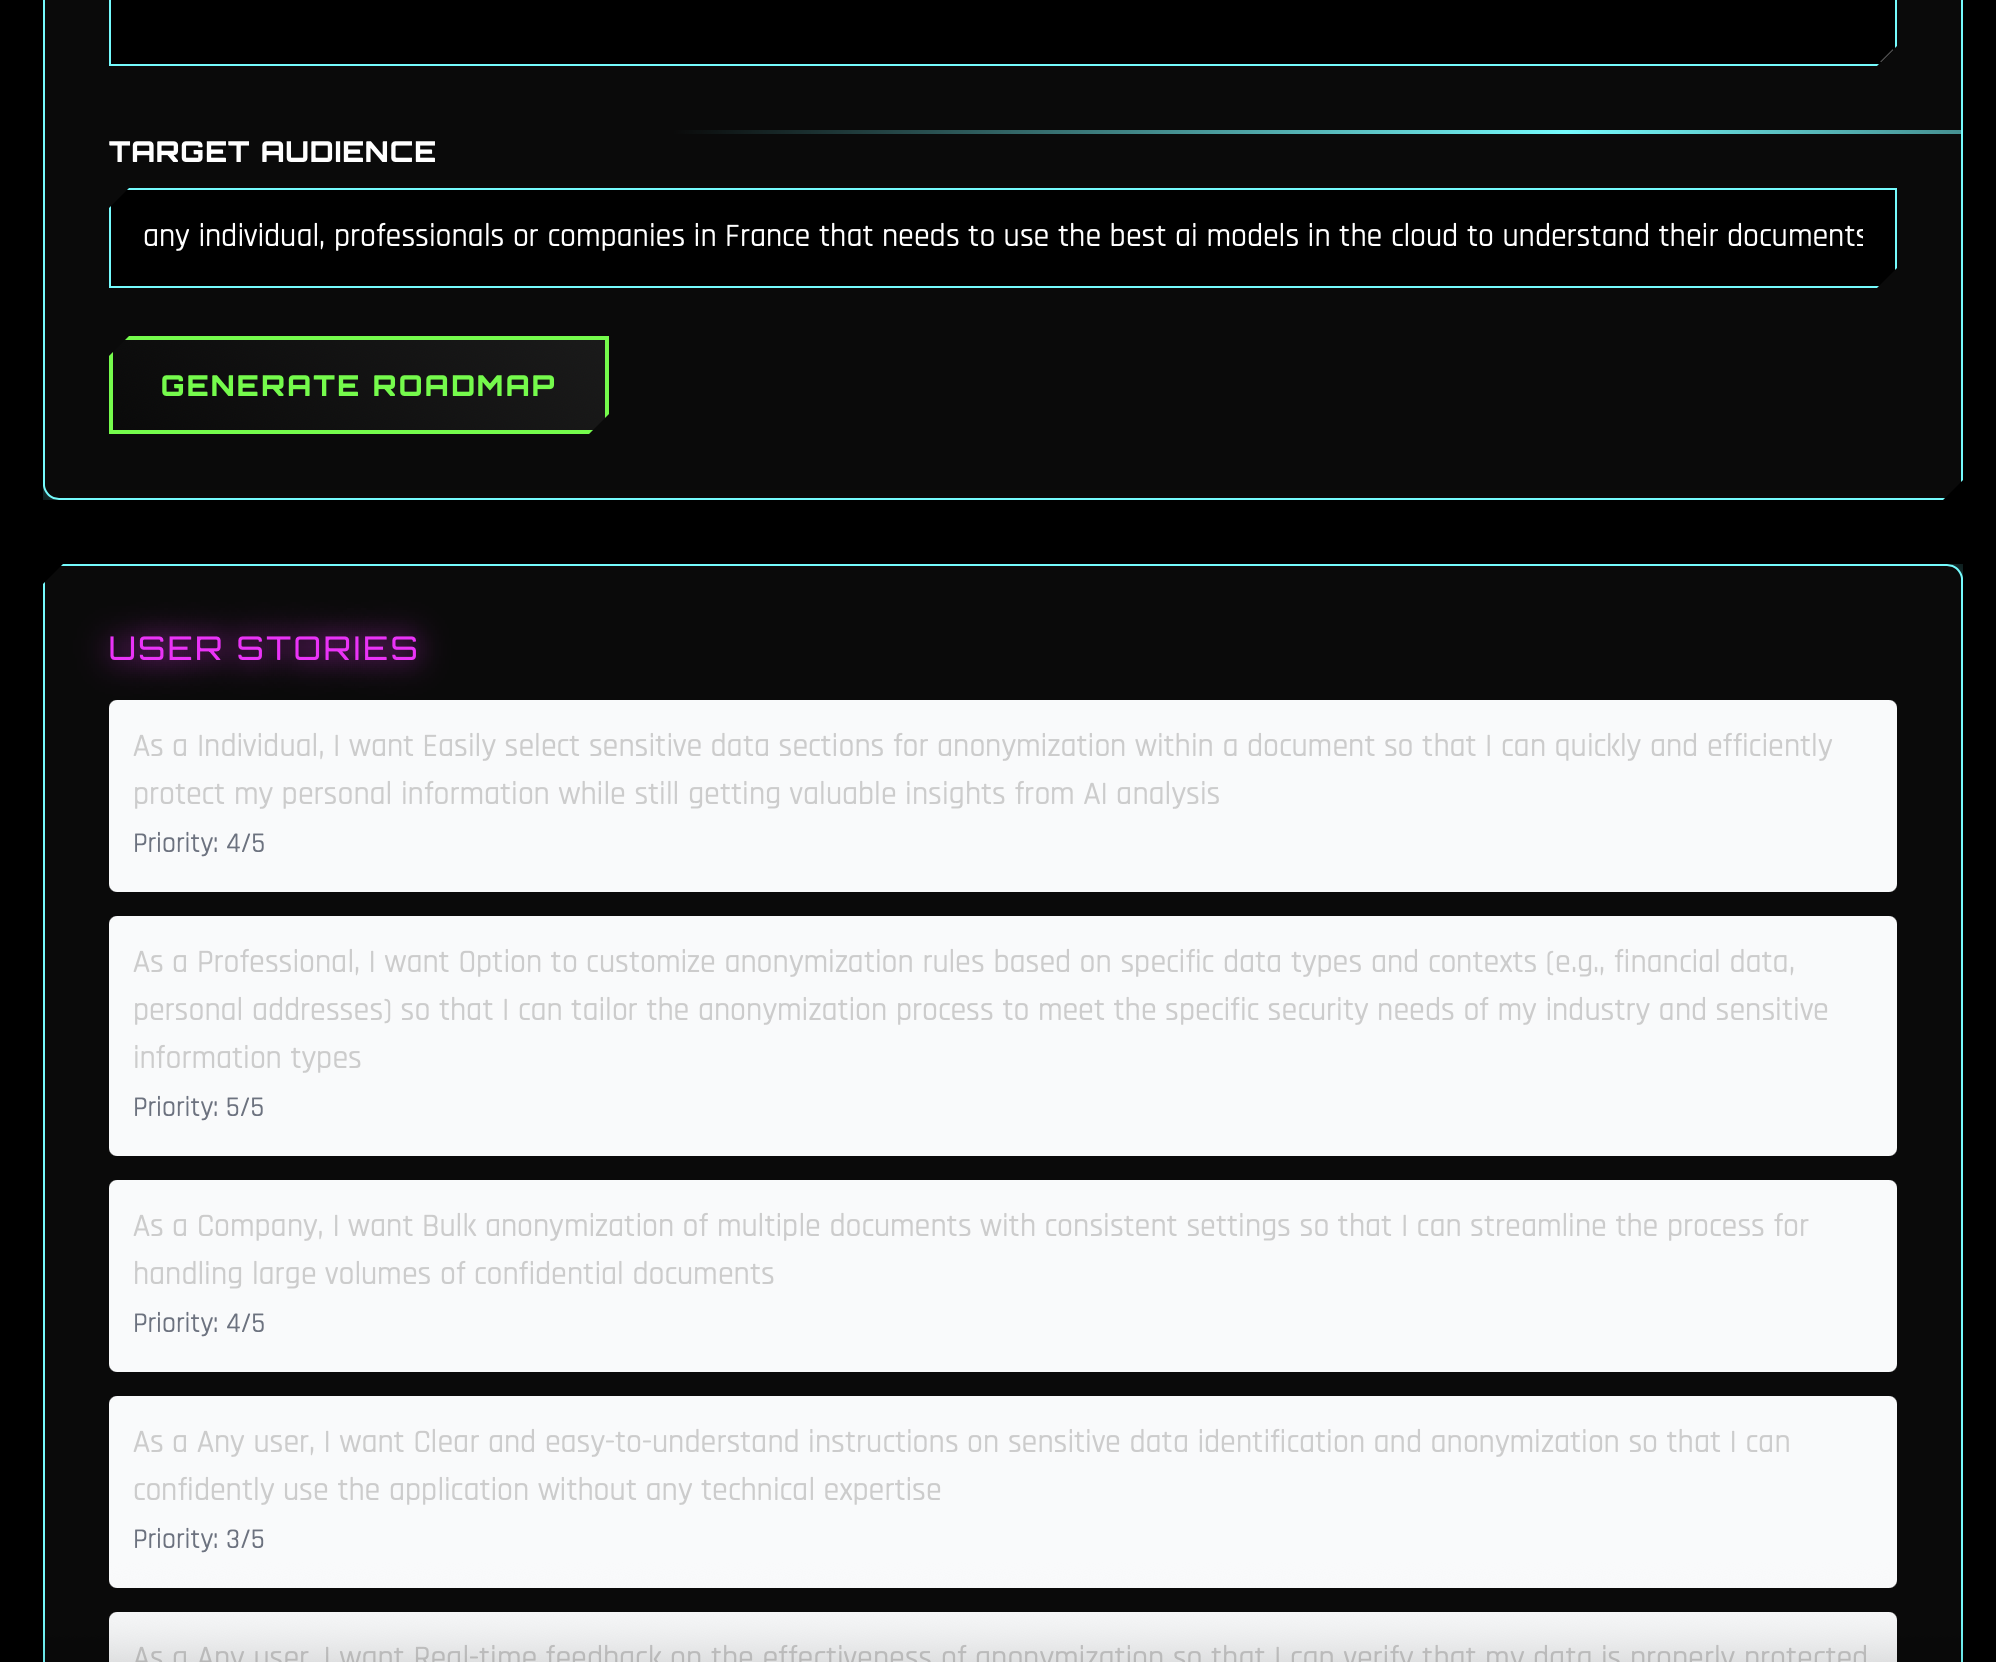 TARGET AUDIENCE
any individual, professionals or companies in France that needs to use the best ai models in the cloud to understand their documents
GENERATE ROADMAP
USER STORIES
As a Individual, I want Easily select sensitive data sections for anonymization within a document so that I can quickly and efficiently
protect my personal information while still getting valuable insights from AI analysis
Priority: 4/5
As a Professional, I want Option to customize anonymization rules based on specific data types and contexts (e.g., financial data,
personal addresses) so that I can tailor the anonymization process to meet the specific security needs of my industry and sensitive
information types
Priority: 5/5
As a Company, I want Bulk anonymization of multiple documents with consistent settings so that I can streamline the process for
handling large volumes of confidential documents
Priority: 4/5
As a Any user, I want Clear and easy-to-understand instructions on sensitive data identification and anonymization so that I can
confidently use the application without any technical expertise
Priority: 3/5
As a Any user, I want Real-time feedback on the effectiveness of anonymization so that I can verify that my data is properly protected